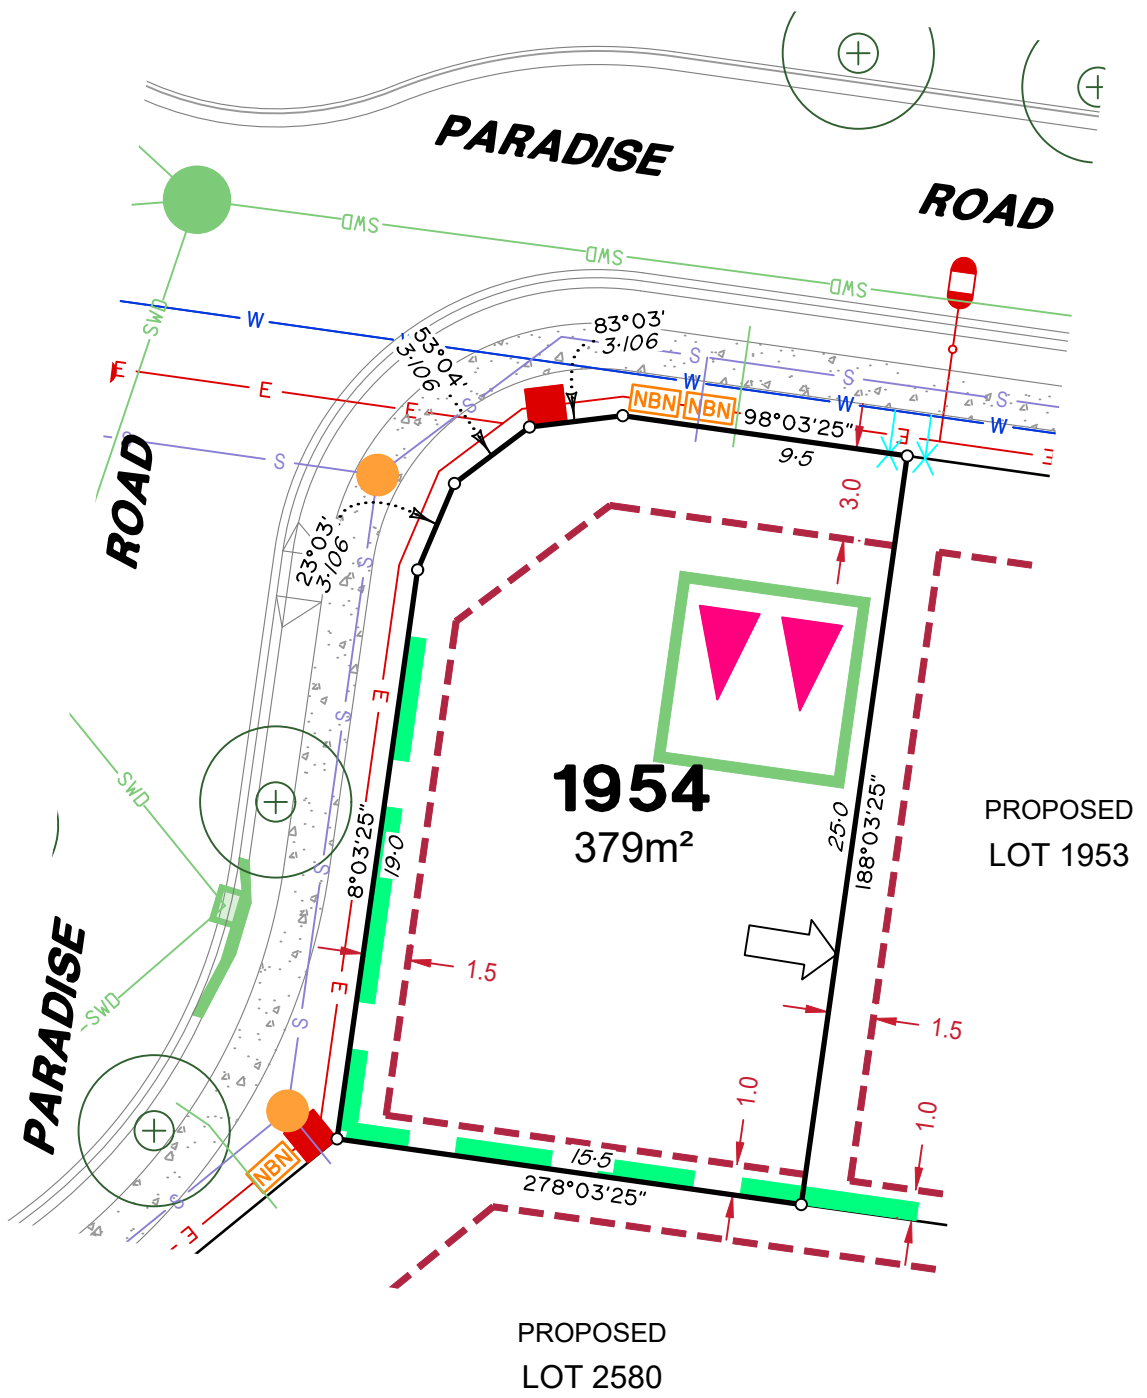 PARADISE
ROAD
SWD
SWD
SWD
SWD
W
83°03'
3·106
53°04'
3·106
S
S
S
E
E
E
W
W
W
NBN
NBN
98°03'25"
9·5
E
E
S
S
S
ROAD
3.0
23°03'
3·106
S
E
S
SWD
1954
379m²
25·0
188°03'25"
PROPOSED
LOT 1953
8°03'25"
19·0
S
PARADISE
1.5
E
S
SWD
1.5
1.0
1.0
NBN
15·5
278°03'25"
S
E
PROPOSED
LOT 2580